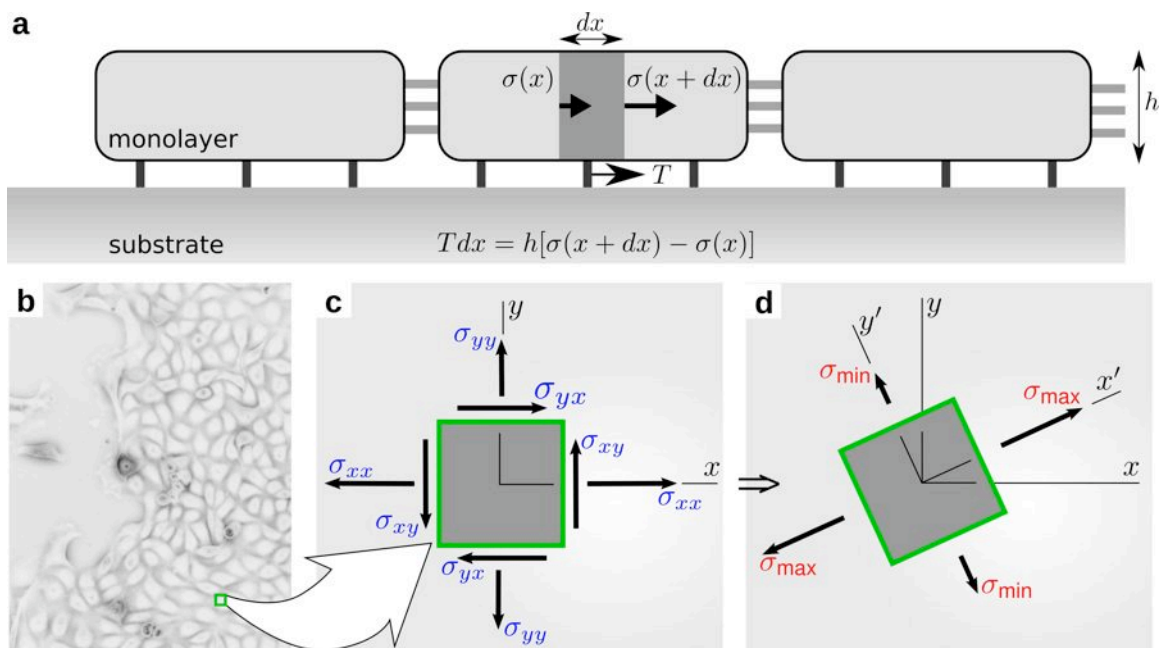 a
dx
σ(x) σ(x + dx)
h
monolayer
T
substrate
Tdx = h[σ(x + dx) − σ(x)]
b
c
y
σyy
σyx
σxy
σxx
x
σxx
σxy
σyx
σyy
⇒
d
y
y′
σmin
σmax
x′
x
σmax
σmin